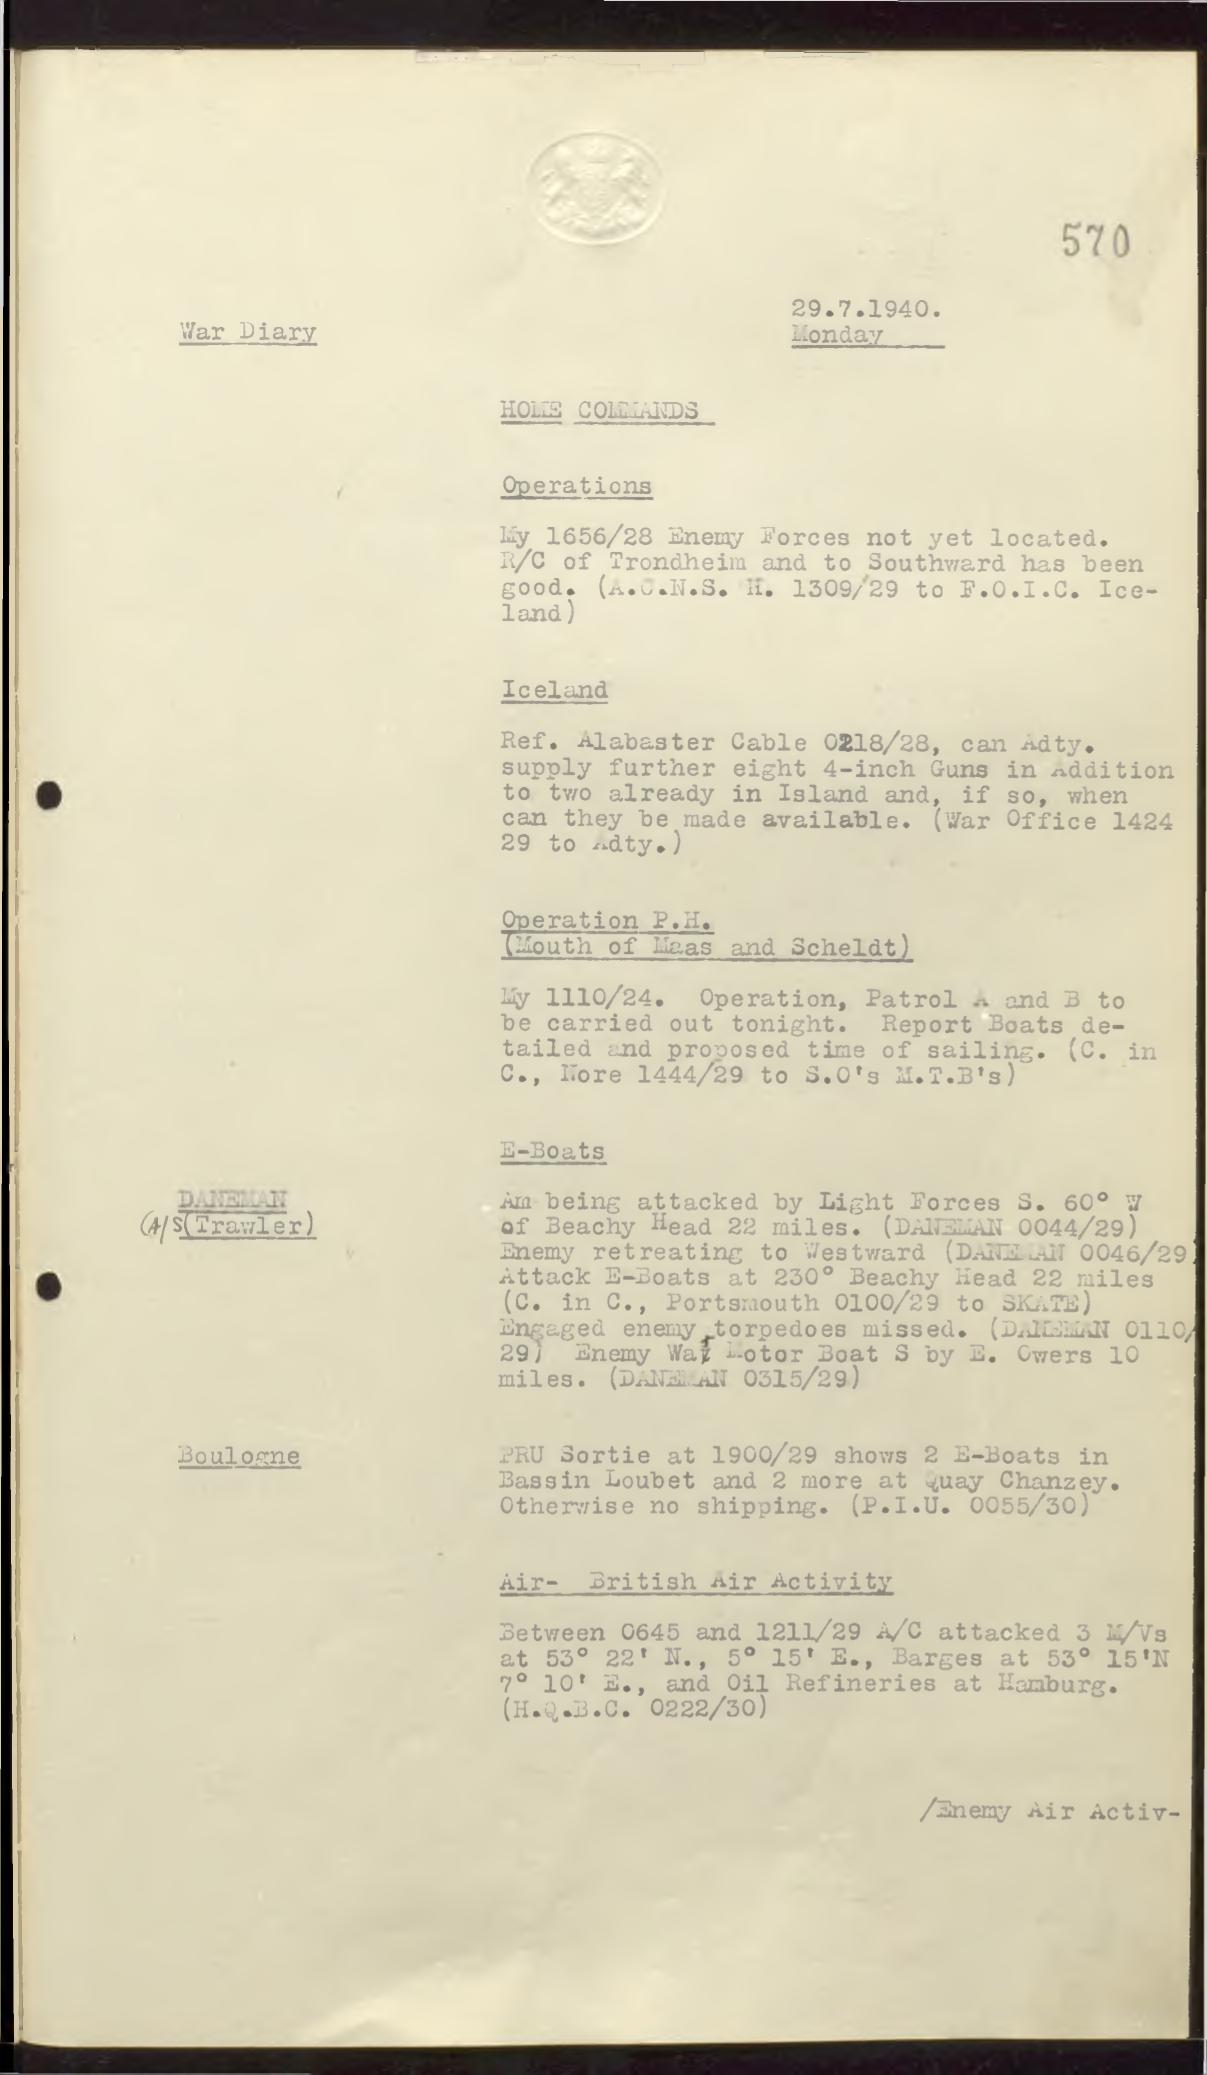 570
29.7.1940.
War Diary
Monday
HOME COMMANDS
Operations
My 1656/28 Enemy Forces not yet located.
R/C of Trondheim and to Southward has been
good. (A.C.N.S. H. 1309/29 to F.O.I.C. Ice-
land)
Iceland
Ref. Alabaster Cable 0218/28, can Adty.
supply further eight 4-inch Guns in Addition
to two already in Island and, if so, when
can they be made available. (War Office 1424
29 to Adty.)
Operation P.H.
(Mouth of Maas and Scheldt)
My 1110/24. Operation, Patrol A and B to
be carried out tonight. Report Boats de-
tailed and proposed time of sailing. (C. in
C., Nore 1444/29 to S.O's M.T.B's)
E-Boats
DANEMAN
(A/S(Trawler)
Am being attacked by Light Forces S. 60° W
of Beachy Head 22 miles. (DANEMAN 0044/29)
Enemy retreating to Westward (DANEMAN 0046/29)
Attack E-Boats at 230° Beachy Head 22 miles
(C. in C., Portsmouth 0100/29 to SKATE)
Engaged enemy, torpedoes missed. (DANEMAN 0110/
29) Enemy War Motor Boat S by E. Owers 10
miles. (DANEMAN 0315/29)
Boulogne
PRU Sortie at 1900/29 shows 2 E-Boats in
Bassin Loubet and 2 more at Quay Chanzey.
Otherwise no shipping. (P.I.U. 0055/30)
Air- British Air Activity
Between 0645 and 1211/29 A/C attacked 3 M/Vs
at 53° 22' N., 5° 15' E., Barges at 53° 15'N
7° 10' E., and Oil Refineries at Hamburg.
(H.Q.B.C. 0222/30)
/Enemy Air Activ-